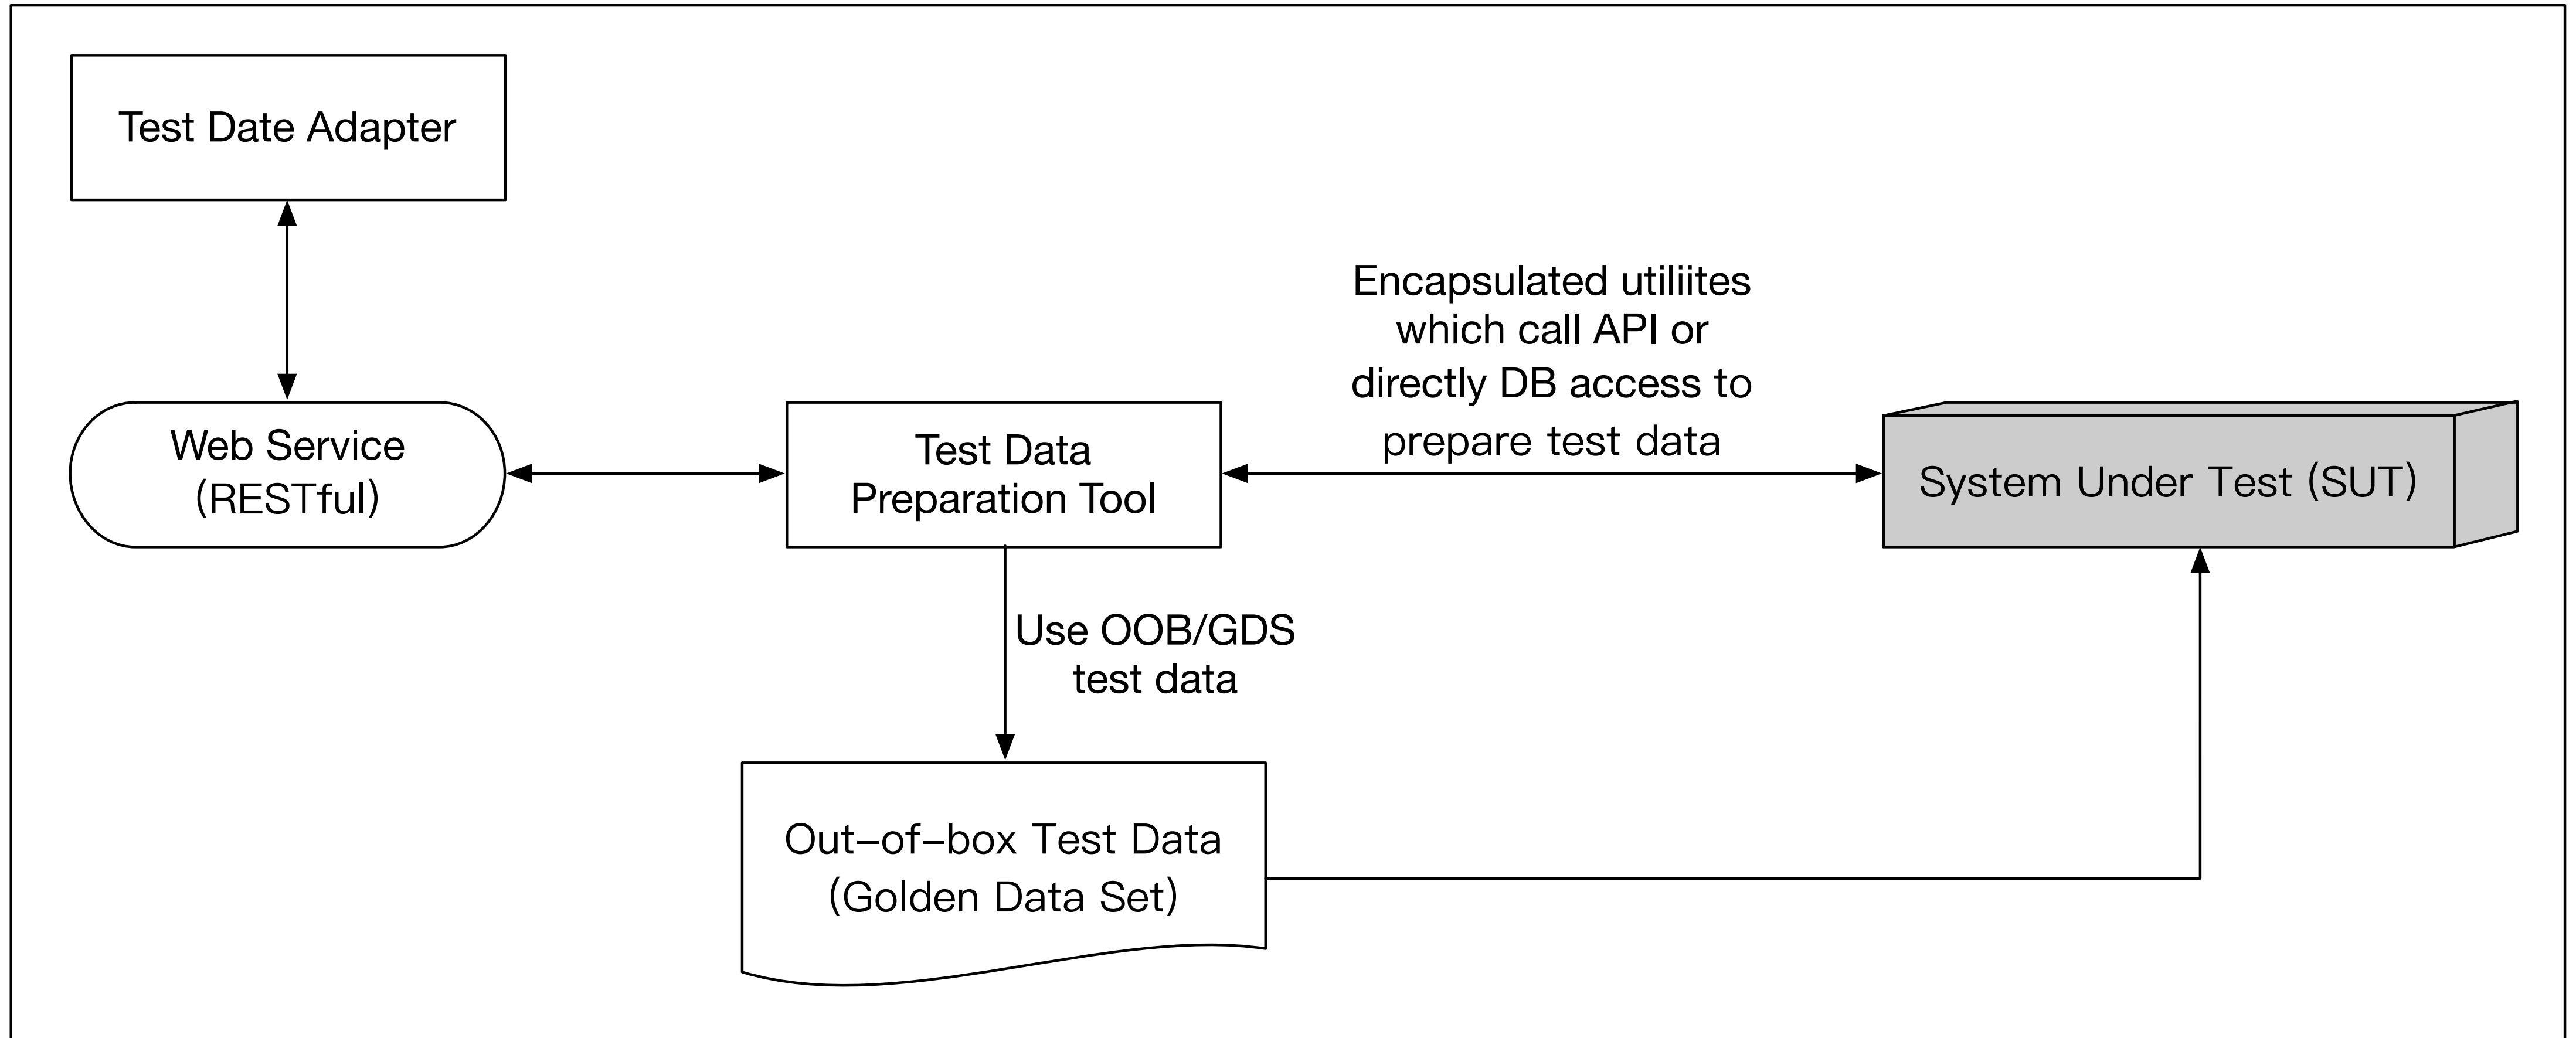 Test Date Adapter
Encapsulated utiliites
which call API or
directly DB access to
prepare test data
Web Service
(RESTful)
Test Data
Preparation Tool
System Under Test (SUT)
Use OOB/GDS
test data
Out–of–box Test Data
(Golden Data Set)